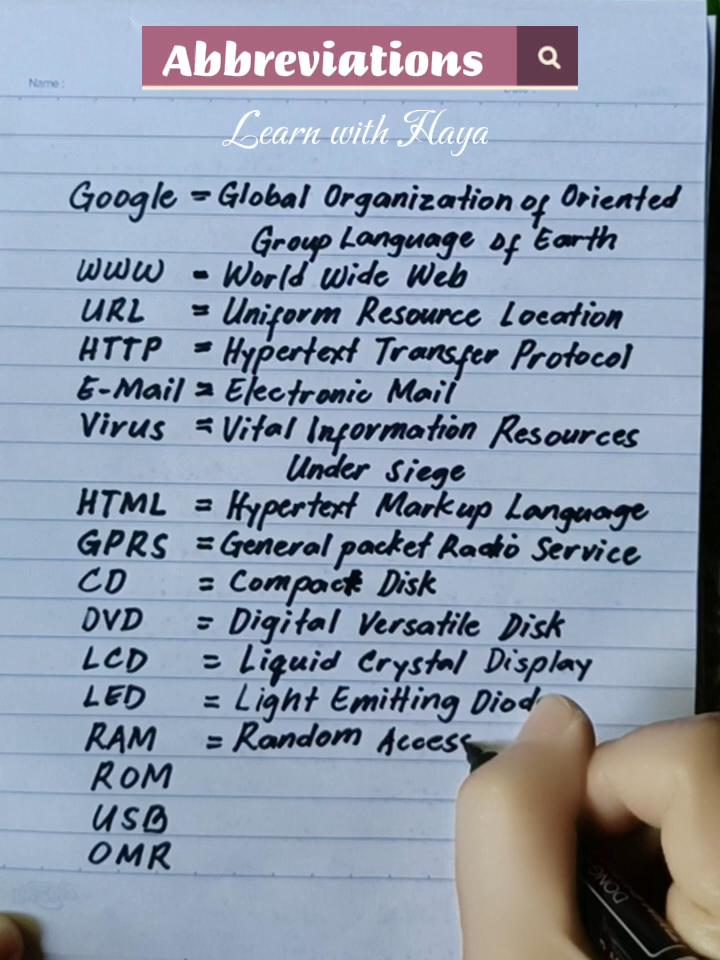 Abbreviations
Name :
Learn with Haya
Google = Global Organization of Oriented
Group Language of Earth
WWW = World Wide Web
URL = Uniform Resource Location
HTTP = Hypertext Transfer Protocol
E-Mail = Electronic Mail
Virus = Vital Information Resources
Under Siege
HTML = Hypertext Markup Language
GPRS = General packet Radio Service
CD = Compact Disk
DVD = Digital Versatile Disk
LCD = Liquid Crystal Display
LED = Light Emitting Diod
RAM = Random Access
ROM
USB
OMR